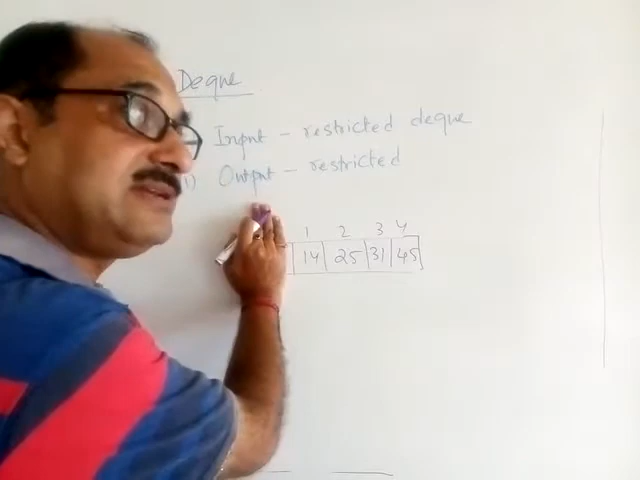 Deque
Input - restricted deque
i) Output - restricted
1 2 3 4
14 25 31 45